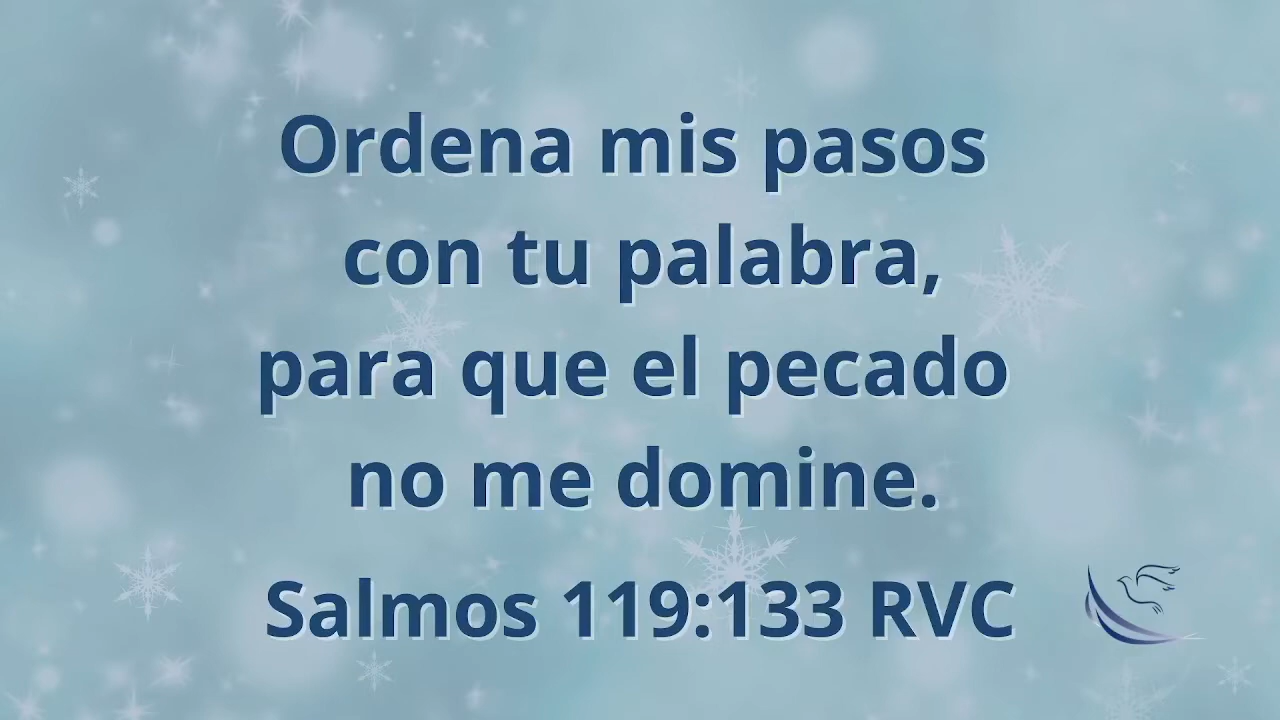 Ordena mis pasos
con tu palabra,
para que el pecado
no me domine.
Salmos 119:133 RVC